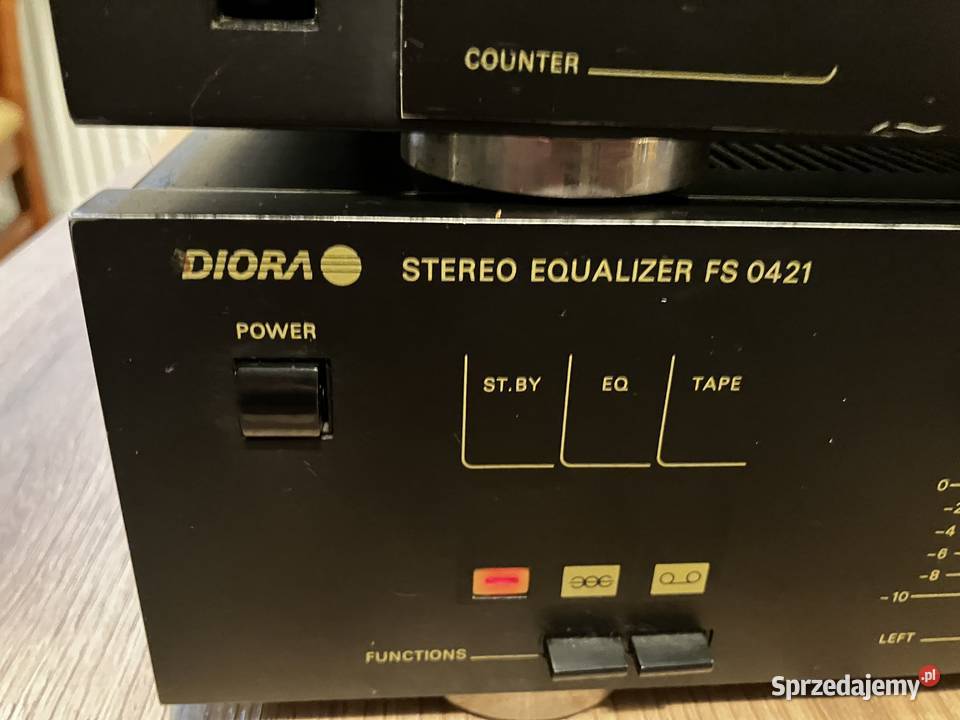 COUNTER
DIORA STEREO EQUALIZER FS 0421
POWER
ST.BY EQ TAPE
0
-2
-4
-6
-8
-10
LEFT
FUNCTIONS
Sprzedajemy.pl